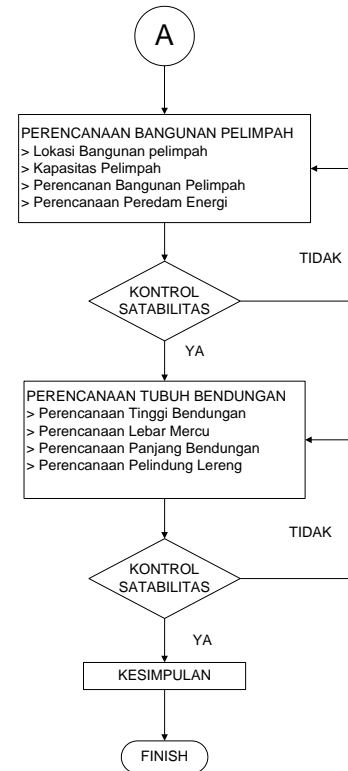 A
PERENCANAAN BANGUNAN PELIMPAH
> Lokasi Bangunan pelimpah
> Kapasitas Pelimpah
> Perencanan Bangunan Pelimpah
> Perencanaan Peredam Energi
TIDAK
KONTROL
SATABILITAS
YA
PERENCANAAN TUBUH BENDUNGAN
> Perencanaan Tinggi Bendungan
> Perencanaan Lebar Mercu
> Perencanaan Panjang Bendungan
> Perencanaan Pelindung Lereng
TIDAK
KONTROL
SATABILITAS
YA
KESIMPULAN
FINISH